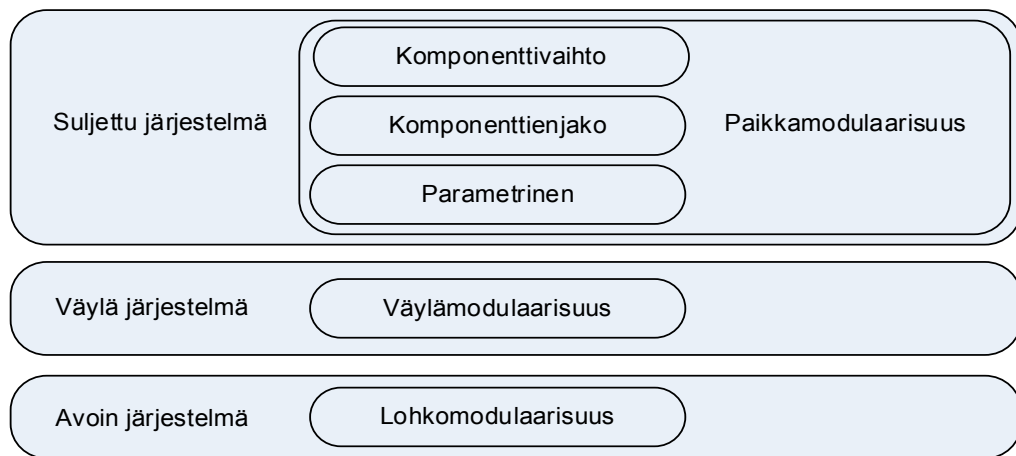 Komponenttivaihto
Suljettu järjestelmä
Komponenttienjako
Paikkamodulaarisuus
Parametrinen
Väylä järjestelmä
Väylämodulaarisuus
Avoin järjestelmä
Lohkomodulaarisuus